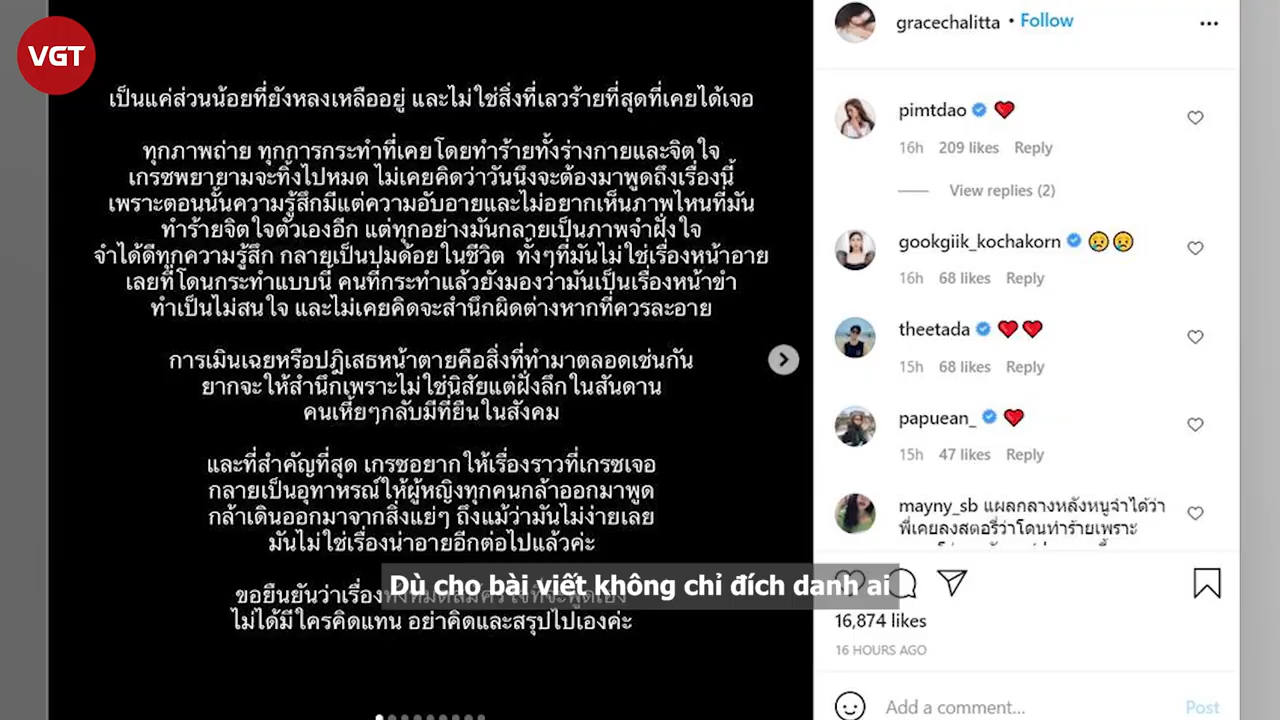 VGT
เป็นแค่ส่วนน้อยที่ยังหลงเหลืออยู่ และไม่ใช่สิ่งที่เลวร้ายที่สุดที่เคยได้เจอ
ทุกภาพถ่าย ทุกการกระทำที่เคยโดนทำร้ายทั้งร่างกายและจิตใจ
เกรซพยายามจะทิ้งไปหมด ไม่เคยคิดว่าวันนึงจะต้องมาพูดถึงเรื่องนี้
เพราะตอนนั้นความรู้สึกมีแต่ความอับอายและไม่อยากเห็นภาพไหนที่มัน
ทำร้ายจิตใจตัวเองอีก แต่ทุกอย่างมันกลายเป็นภาพจำฝังใจ
จำได้ดีทุกความรู้สึก กลายเป็นปมด้อยในชีวิต ทั้งๆที่มันไม่ใช่เรื่องหน้าอาย
เลยที่โดนกระทำแบบนี้ คนที่กระทำแล้วยังมองว่ามันเป็นเรื่องหน้าขำ
ทำเป็นไม่สนใจ และไม่เคยคิดจะสำนึกผิดต่างหากที่ควรละอาย
การเมินเฉยหรือปฎิเสธหน้าตายคือสิ่งที่ทำมาตลอดเช่นกัน
ยากจะให้สำนึกเพราะไม่ใช่นิสัยแต่ฝั่งลึกในสันดาน
คนเหี้ยๆกลับมีที่ยืนในสังคม
และที่สำคัญที่สุด เกรซอยากให้เรื่องราวที่เกรซเจอ
กลายเป็นอุทาหรณ์ให้ผู้หญิงทุกคนกล้าออกมาพูด
กล้าเดินออกมาจากสิ่งแย่ๆ ถึงแม้ว่ามันไม่ง่ายเลย
มันไม่ใช่เรื่องน่าอายอีกต่อไปแล้วค่ะ
ขอยืนยันว่าเรื่องทั้งหมดสมัครใจที่จะพูดเอง
ไม่ได้มีใครคิดแทน อย่าคิดและสรุปไปเองค่ะ
Dù cho bài viết không chỉ đích danh ai
gracechalitta • Follow
pimtdao ❤️
16h 209 likes Reply
View replies (2)
gookgiik_kochakorn 😢😢
16h 68 likes Reply
theetada ❤️❤️
15h 68 likes Reply
papuean_ ❤️
15h 47 likes Reply
mayny_sb แผลกลางหลังหนูจำได้ว่า
พี่เคยลงสตอรี่ว่าโดนทำร้ายเพราะ
16,874 likes
16 HOURS AGO
Add a comment... Post